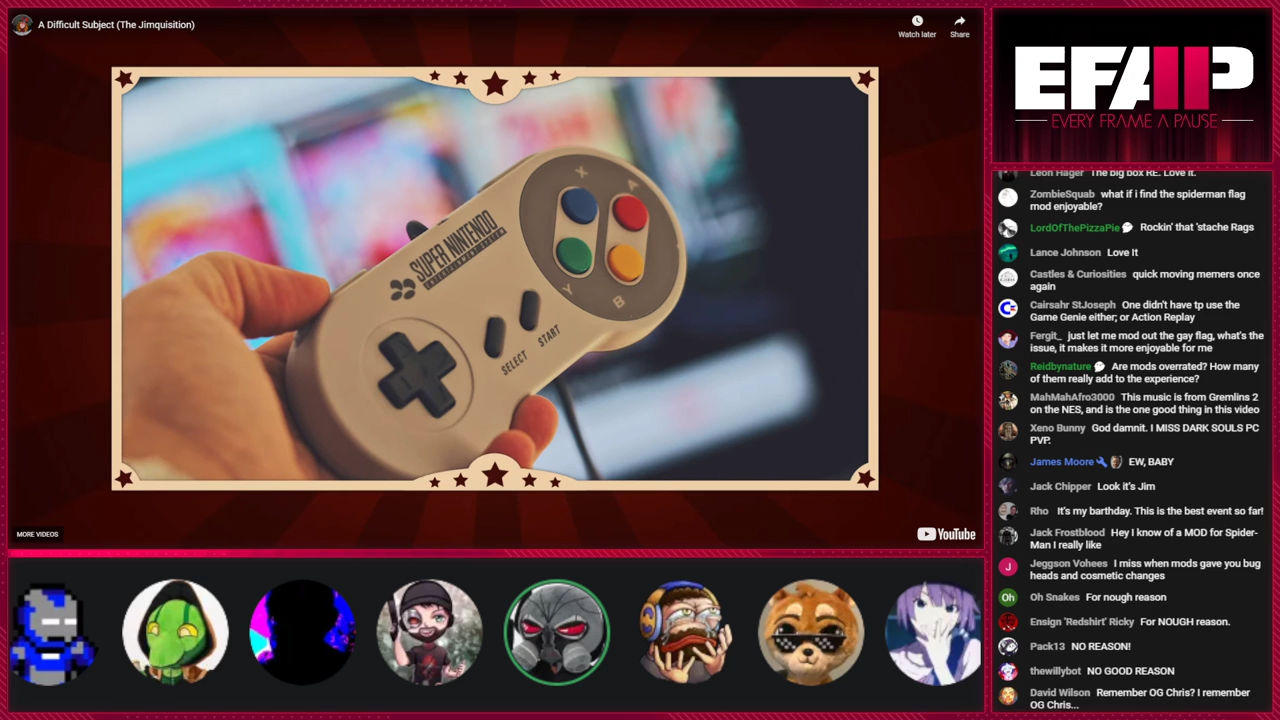 A Difficult Subject (The Jimquisition)
Watch later
Share
X
A
Y
B
SUPER NINTENDO
ENTERTAINMENT SYSTEM
SELECT
START
MORE VIDEOS
YouTube
EFAP
EVERY FRAME A PAUSE
Leon Hager The big box RE. Love it.
ZombieSquab what if i find the spiderman flag
mod enjoyable?
LordOfThePizzaPie Rockin' that 'stache Rags
Lance Johnson Love It
Castles & Curiosities quick moving memers once
again
Cairsahr StJoseph One didn't have tp use the
Game Genie either; or Action Replay
Fergit_ just let me mod out the gay flag, what's the
issue, it makes it more enjoyable for me
Reidbynature Are mods overrated? How many
of them really add to the experience?
MahMahAfro3000 This music is from Gremlins 2
on the NES, and is the one good thing in this video
Xeno Bunny God damnit. I MISS DARK SOULS PC
PVP.
James Moore EW, BABY
Jack Chipper Look it's Jim
Rho It's my barthday. This is the best event so far!
Jack Frostblood Hey I know of a MOD for Spider-
Man I really like
J
Jeggson Vohees I miss when mods gave you bug
heads and cosmetic changes
Oh
Oh Snakes For nough reason
Ensign 'Redshirt' Ricky For NOUGH reason.
Pack13 NO REASON!
thewillybot NO GOOD REASON
David Wilson Remember OG Chris? I remember
OG Chris...